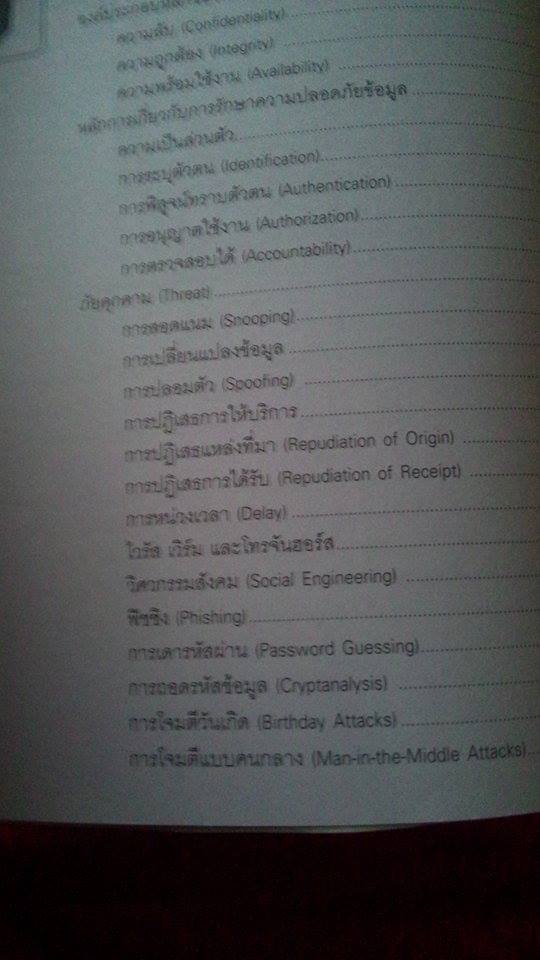 ความลับ (Confidentiality)
ความถูกต้อง (Integrity)
ความพร้อมใช้งาน (Availability)
หลักการเกี่ยวกับการรักษาความปลอดภัยข้อมูล
ความเป็นส่วนตัว
การระบุตัวตน (Identification)
การพิสูจน์ทราบตัวตน (Authentication)
การอนุญาตใช้งาน (Authorization)
การตรวจสอบได้ (Accountability)
ภัยคุกคาม (Threat)
การสอดแนม (Snooping)
การเปลี่ยนแปลงข้อมูล
การปลอมตัว (Spoofing)
การปฏิเสธการให้บริการ
การปฏิเสธแหล่งที่มา (Repudiation of Origin)
การปฏิเสธการได้รับ (Repudiation of Receipt)
การหน่วงเวลา (Delay)
ไวรัส เวิร์ม และโทรจันฮอร์ส
วิศวกรรมสังคม (Social Engineering)
ฟิชชิง (Phishing)
การเดารหัสผ่าน (Password Guessing)
การถอดรหัสข้อมูล (Cryptanalysis)
การโจมตีวันเกิด (Birthday Attacks)
การโจมตีแบบคนกลาง (Man-in-the-Middle Attacks)